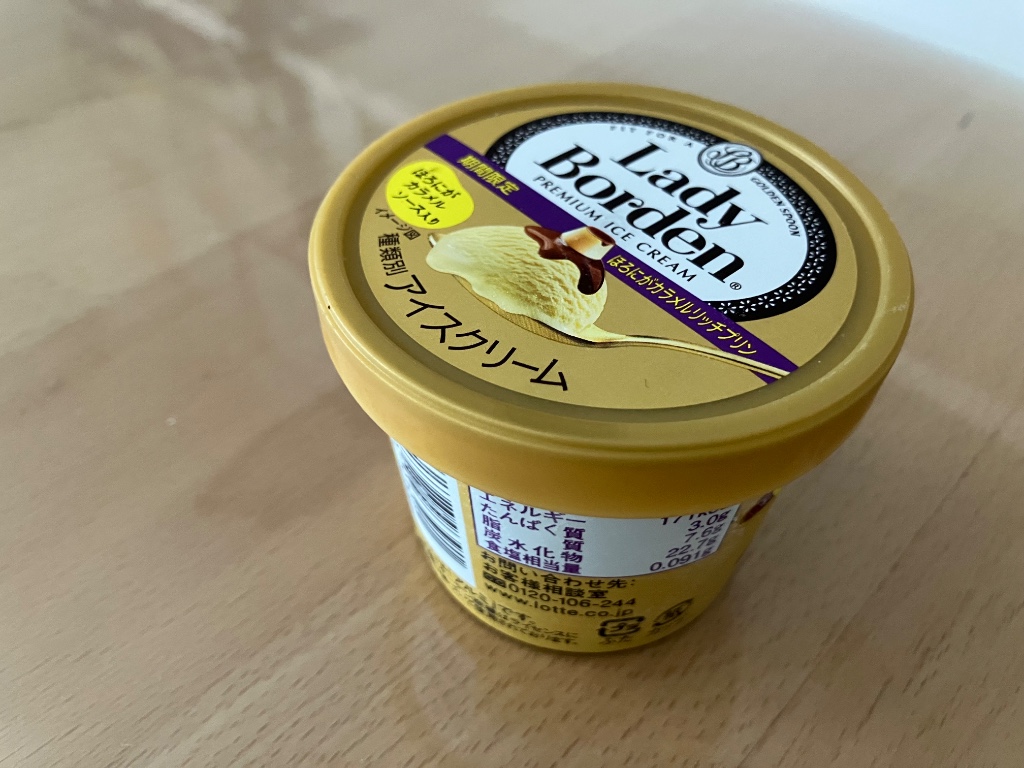 FIT FOR A
GOLDEN SPOON
Lady
Borden®
PREMIUM ICE CREAM
期間限定
ほろにがカラメルリッチプリン
ほろにが
カラメル
ソース入り
イメージ図
種類別 アイスクリーム
エネルギー
たんぱく質 3.0g
脂質 7.6g
炭水化物 22.7g
食塩相当量 0.091g
お問い合わせ先:
お客様相談室
0120-106-244
www.lotte.co.jp